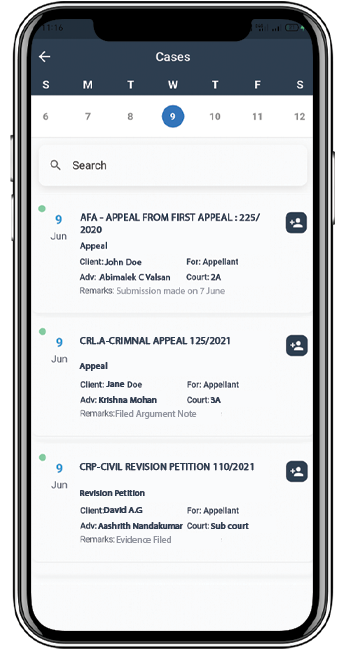 11:16
Cases
S M T W T F S
6 7 8 9 10 11 12
Search
9 Jun
AFA - APPEAL FROM FIRST APPEAL : 225/
2020
Appeal
Client: John Doe For: Appellant
Adv: Abimalek C Valsan Court: 2A
Remarks: Submission made on 7 June
9 Jun
CRL.A-CRIMNAL APPEAL 125/2021
Appeal
Client: Jane Doe For: Appellant
Adv: Krishna Mohan Court: 3A
Remarks:Filed Argument Note
9 Jun
CRP-CIVIL REVISION PETITION 110/2021
Revision Petition
Client:David A.G For: Appellant
Adv: Aashrith Nandakumar Court: Sub court
Remarks: Evidence Filed